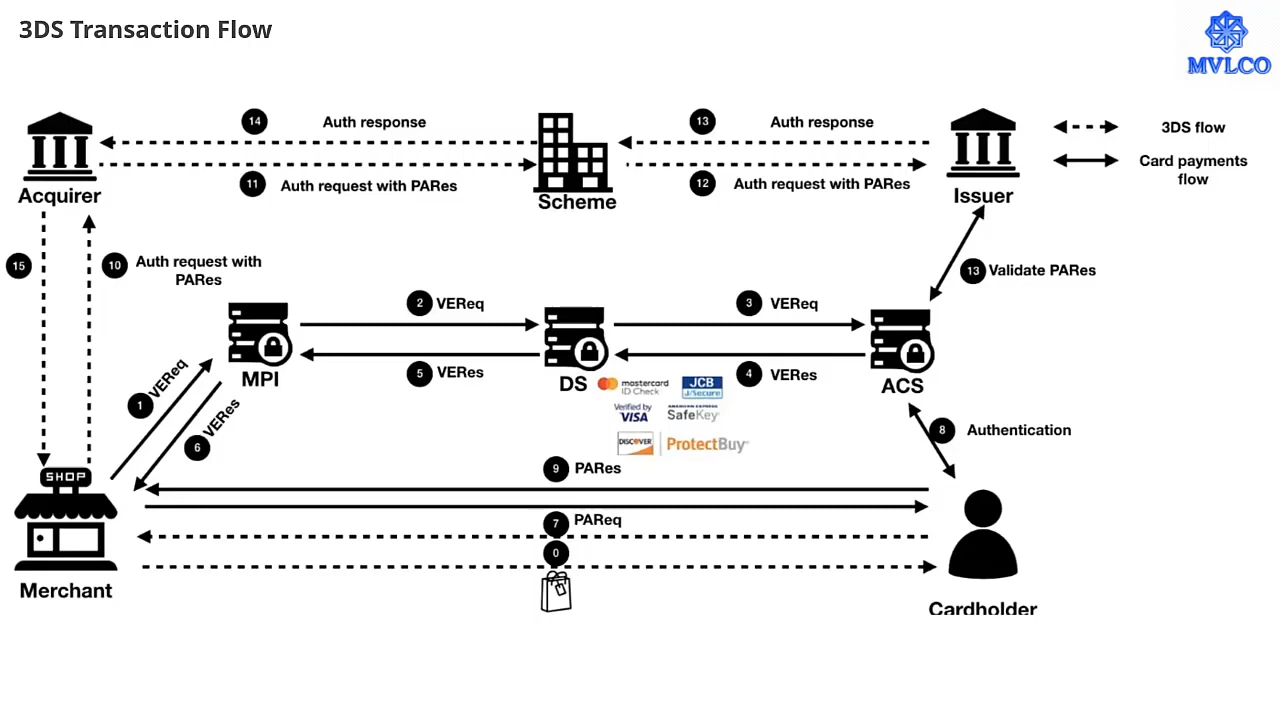 3DS Transaction Flow
MVLCO
14
Auth response
13
Auth response
3DS flow
Card payments
flow
11
Auth request with PARes
12
Auth request with PARes
Acquirer
Scheme
Issuer
15
10
Auth request with
PARes
13
Validate PARes
2
VEReq
3
VEReq
MPI
5
VERes
DS
4
VERes
ACS
mastercard
ID Check
JCB
J/Secure
Verified by
VISA
AMERICAN EXPRESS
SafeKey
DISCOVER
ProtectBuy
1
VEReq
6
VERes
8
Authentication
9
PARes
SHOP
7
PAReq
0
Merchant
Cardholder